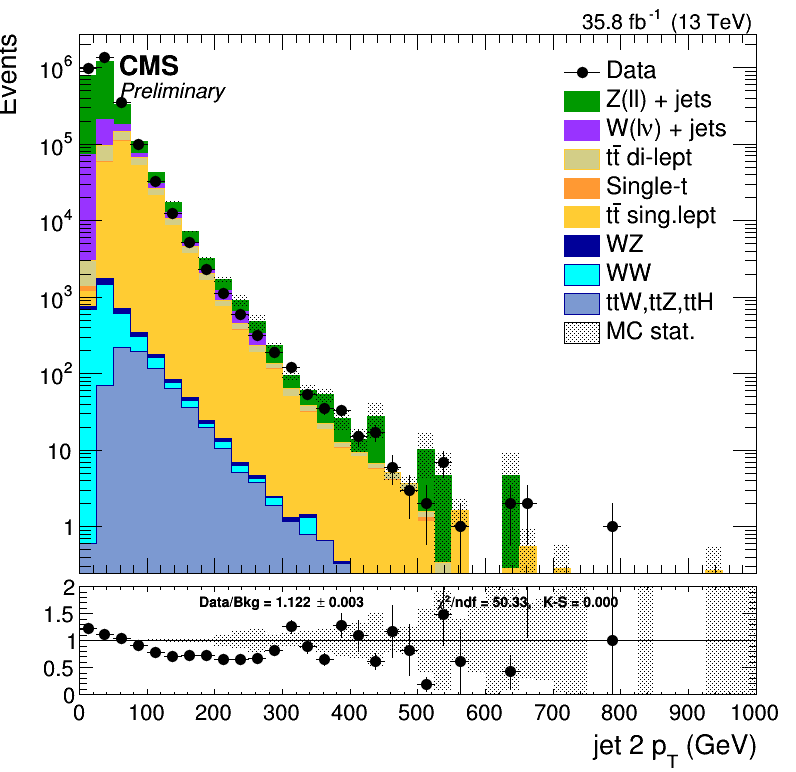 35.8 fb⁻¹ (13 TeV)
Events
CMS
Preliminary
Data
Z(ll) + jets
W(lν) + jets
tt̄ di-lept
Single-t
tt̄ sing.lept
WZ
WW
ttW,ttZ,ttH
MC stat.
10⁶
10⁵
10⁴
10³
10²
10
1
Data/Bkg = 1.122 ± 0.003
χ²/ndf = 50.33, K-S = 0.000
2
1.5
1
0.5
0
0 100 200 300 400 500 600 700 800 900 1000
jet 2 p_T (GeV)